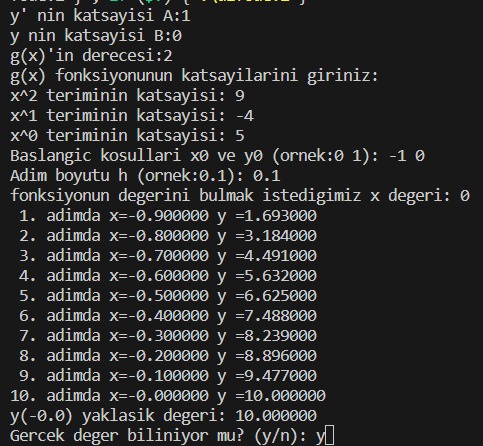 y' nin katsayisi A:1
y nin katsayisi B:0
g(x)'in derecesi:2
g(x) fonksiyonunun katsayilarini giriniz:
x^2 teriminin katsayisi: 9
x^1 teriminin katsayisi: -4
x^0 teriminin katsayisi: 5
Baslangic kosullari x0 ve y0 (ornek:0 1): -1 0
Adim boyutu h (ornek:0.1): 0.1
fonksiyonun degerini bulmak istedigimiz x degeri: 0
1. adimda x=-0.900000 y =1.693000
2. adimda x=-0.800000 y =3.184000
3. adimda x=-0.700000 y =4.491000
4. adimda x=-0.600000 y =5.632000
5. adimda x=-0.500000 y =6.625000
6. adimda x=-0.400000 y =7.488000
7. adimda x=-0.300000 y =8.239000
8. adimda x=-0.200000 y =8.896000
9. adimda x=-0.100000 y =9.477000
10. adimda x=-0.000000 y =10.000000
y(-0.0) yaklasik degeri: 10.000000
Gercek deger biliniyor mu? (y/n): y